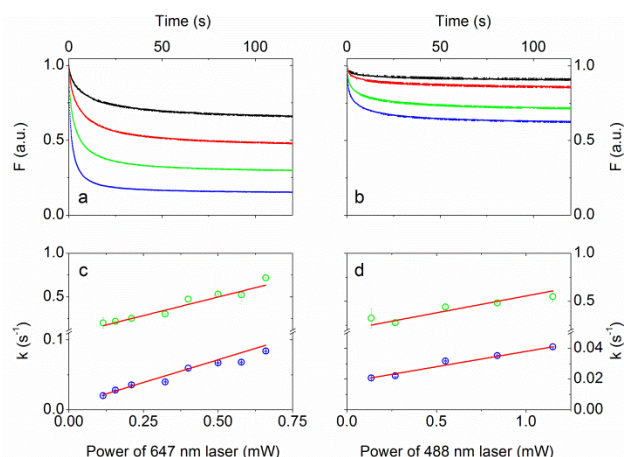 Time (s)
Time (s)
0 50 100
0 50 100
1.0
0.5
0.0
F (a.u.)
a
b
1.0
0.5
0.0
F (a.u.)
1.0
0.5
0.1
0.0
k (s⁻¹)
c
d
1.0
0.5
0.04
0.02
0.00
k (s⁻¹)
0.00 0.25 0.50 0.75
0.00 0.5 1.0
Power of 647 nm laser (mW)
Power of 488 nm laser (mW)